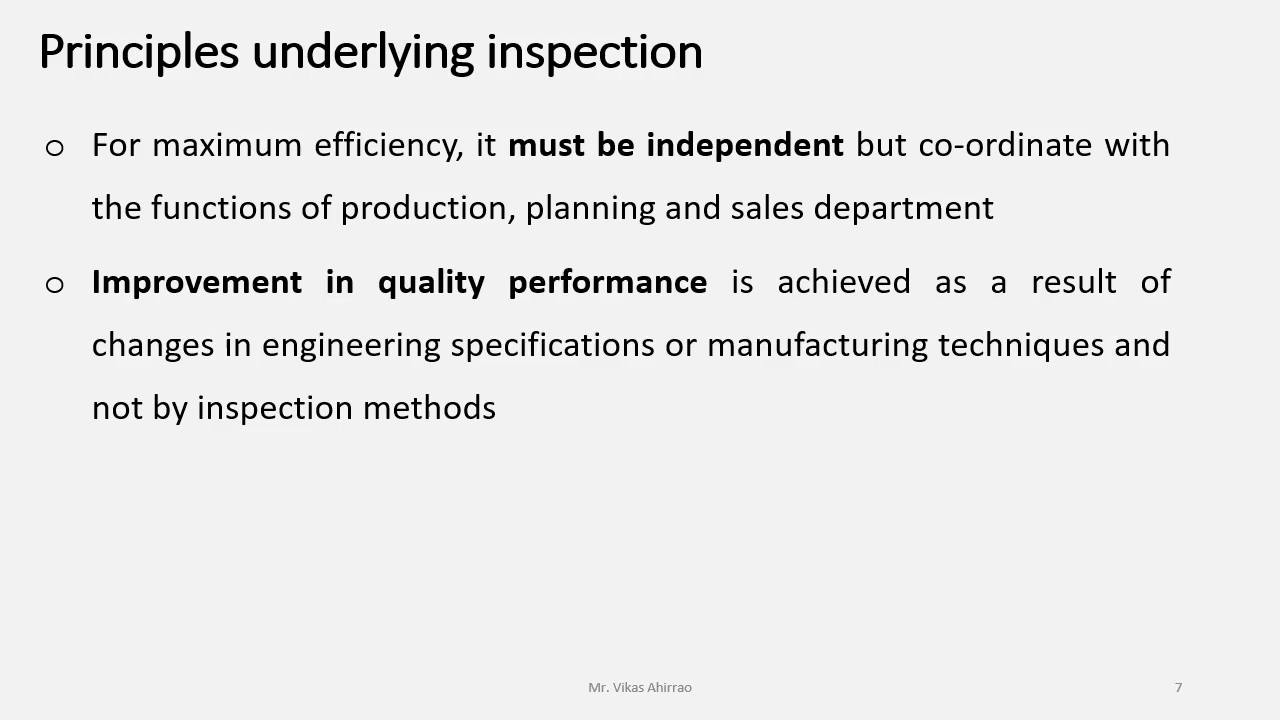 Principles underlying inspection
o For maximum efficiency, it must be independent but co-ordinate with
the functions of production, planning and sales department
o Improvement in quality performance is achieved as a result of
changes in engineering specifications or manufacturing techniques and
not by inspection methods
Mr. Vikas Ahirrao 7